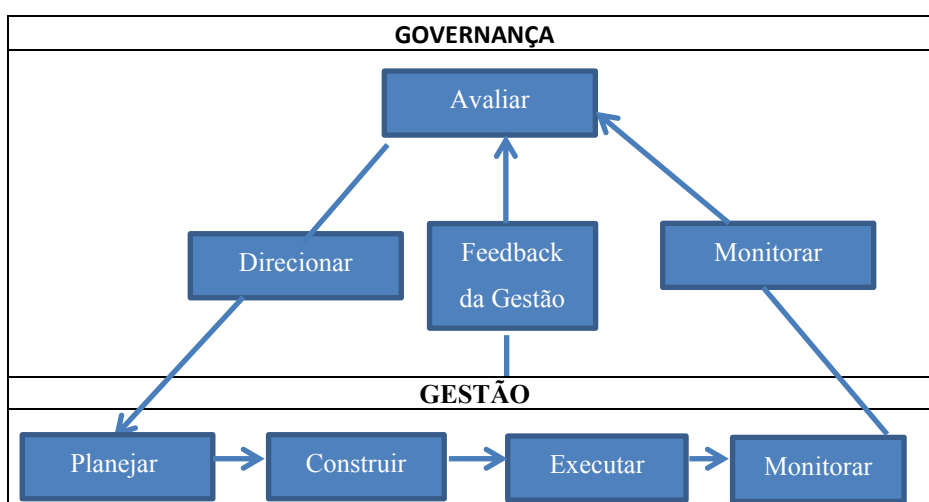 GOVERNANÇA
Avaliar
Direcionar
Feedback
da Gestão
Monitorar
GESTÃO
Planejar
Construir
Executar
Monitorar